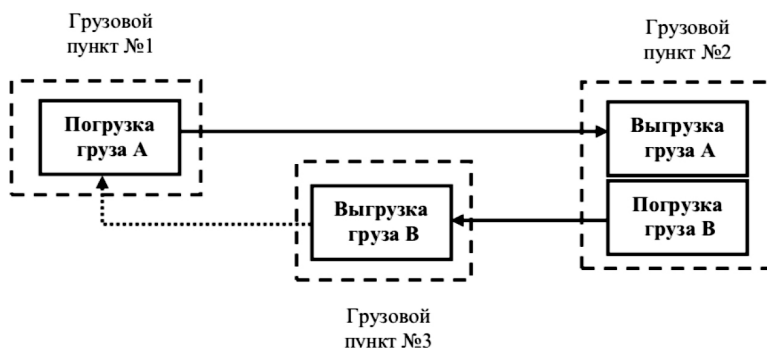 Грузовой
пункт №1
Грузовой
пункт №2
Погрузка
груза А
Выгрузка
груза А
Выгрузка
груза В
Погрузка
груза В
Грузовой
пункт №3